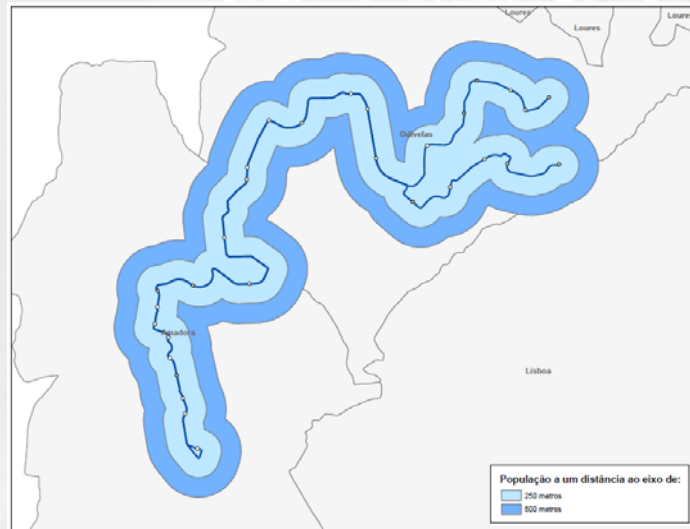 Loures
Loures
Loures
Odivelas
Amadora
Lisboa
População a um distância ao eixo de:
250 metros
500 metros